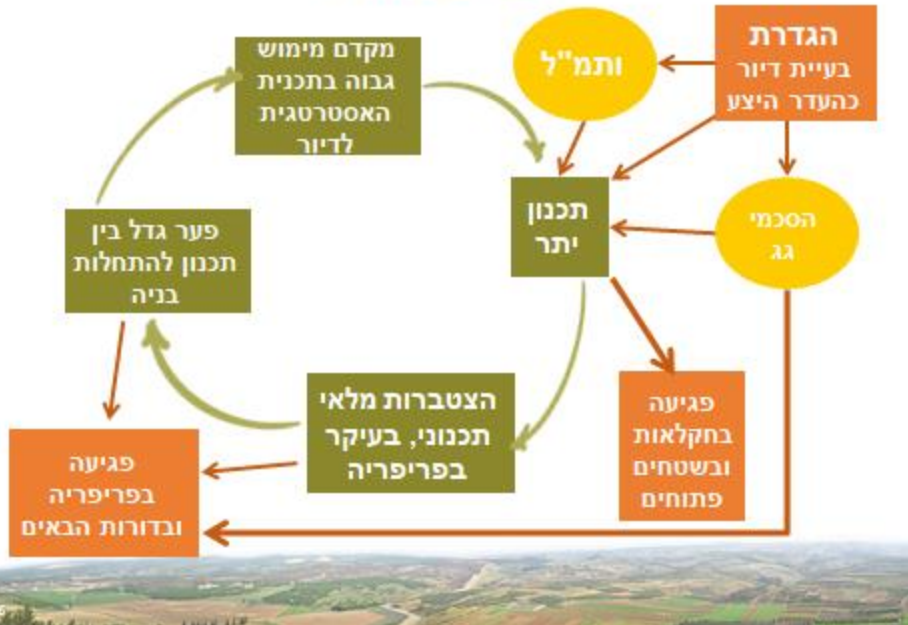 הגדרת
בעיית דיור
כהעדר היצע
ותמ"ל
מקדם מימוש
גבוה בתכנית
האסטרטגית
לדיור
תכנון
יתר
הסכמי
גג
פער גדל בין
תכנון להתחלות
בניה
הצטברות מלאי
תכנוני, בעיקר
בפריפריה
פגיעה
בחקלאות
ובשטחים
פתוחים
פגיעה
בפריפריה
ובדורות הבאים